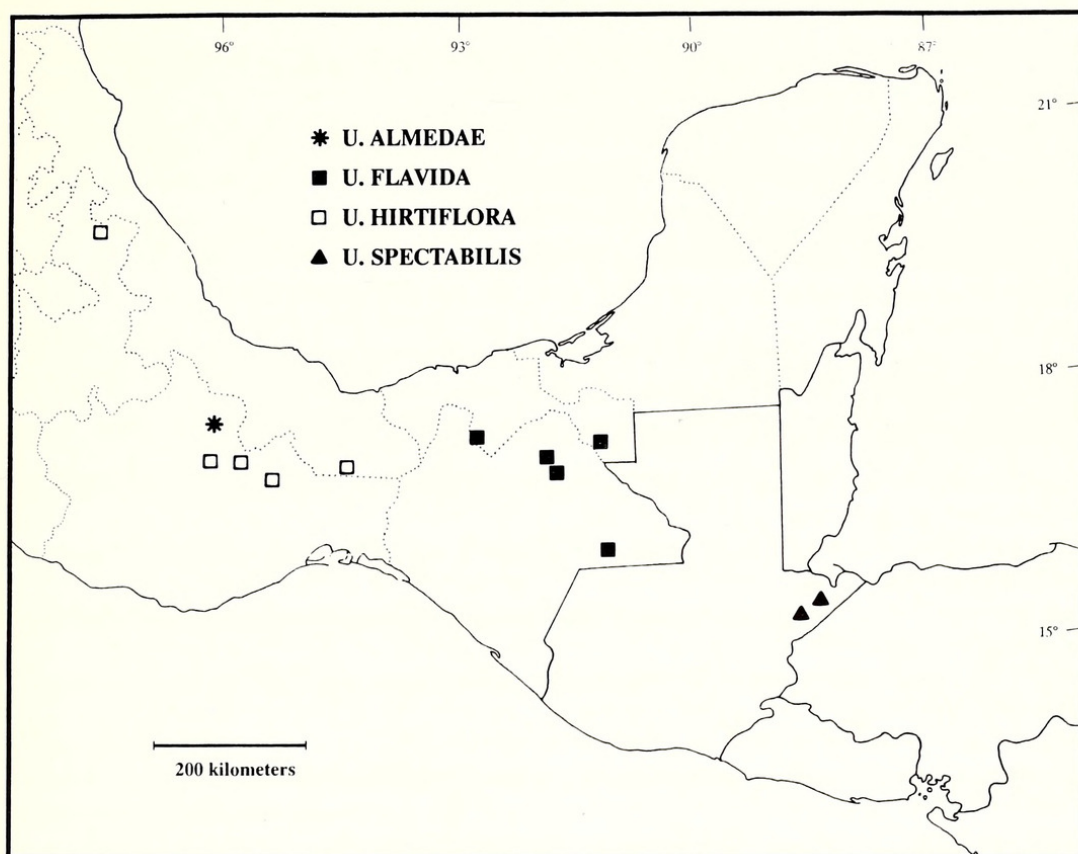 96° 93° 90° 87°
21°
U. ALMEDAE
U. FLAVIDA
U. HIRTIFLORA
U. SPECTABILIS
18°
15°
200 kilometers